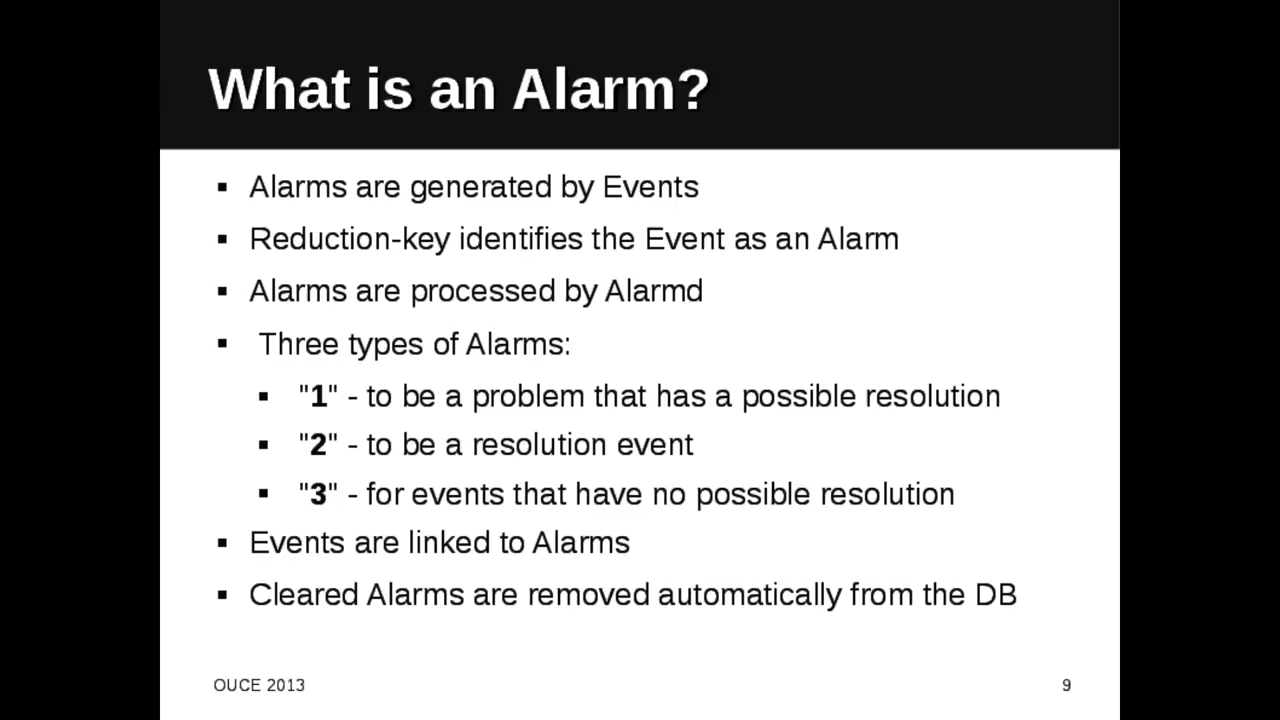 What is an Alarm?
▪ Alarms are generated by Events
▪ Reduction-key identifies the Event as an Alarm
▪ Alarms are processed by Alarmd
▪ Three types of Alarms:
▪ "1" - to be a problem that has a possible resolution
▪ "2" - to be a resolution event
▪ "3" - for events that have no possible resolution
▪ Events are linked to Alarms
▪ Cleared Alarms are removed automatically from the DB
OUCE 2013
9